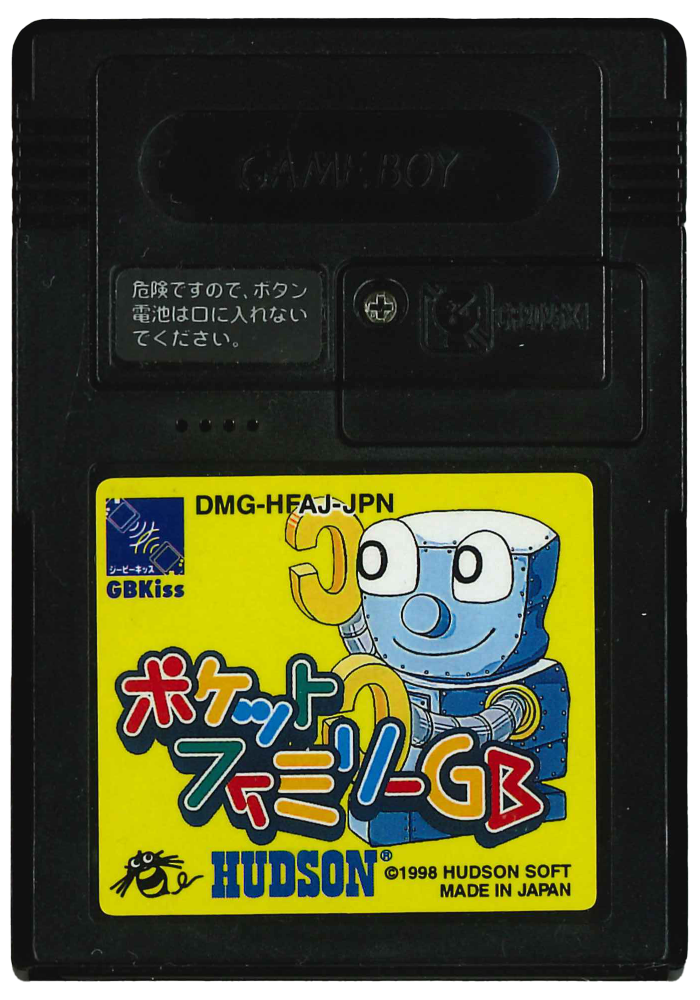 GAME BOY
危険ですので、ボタン
電池は口に入れない
でください。
DMG-HFAJ-JPN
ジーピーキッス
GBKiss
ポケット
ファミリーGB
HUDSON®
©1998 HUDSON SOFT
MADE IN JAPAN